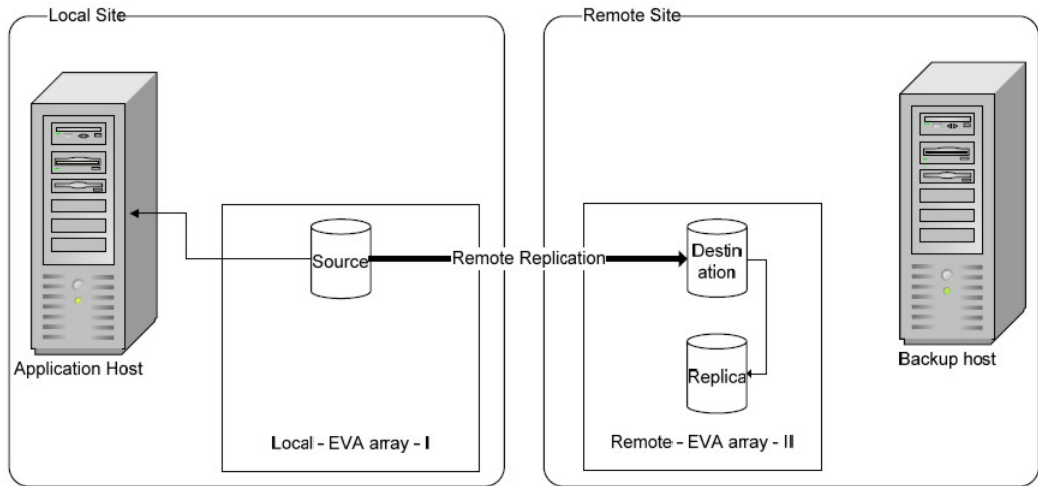 Local Site
Remote Site
Source
Remote Replication
Destin
ation
Application Host
Replica
Backup host
Local - EVA array - I
Remote - EVA array - II